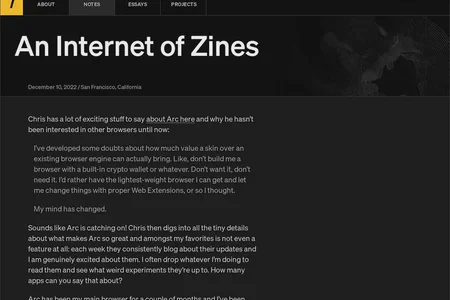 /
ABOUT
NOTES
ESSAYS
PROJECTS
An Internet of Zines
December 10, 2022 / San Francisco, California
Chris has a lot of exciting stuff to say about Arc here and why he hasn't
been interested in other browsers until now:
I've developed some doubts about how much value a skin over an
existing browser engine can actually bring. Like, don't build me a
browser with a built-in crypto wallet or whatever. Don't want it, don't
need it. I'd rather have the lightest-weight browser I can get and let
me change things with proper Web Extensions, or so I thought.
My mind has changed.
Sounds like Arc is catching on! Chris then digs into all the tiny details
about what makes Arc so great and amongst my favorites is not even a
feature at all: each week they consistently blog about their updates and
I am genuinely excited about them. I often drop whatever I'm doing to
read them and see what weird experiments they're up to. How many
apps can you say that about?
Arc has been my main browser for a couple of months and I've been